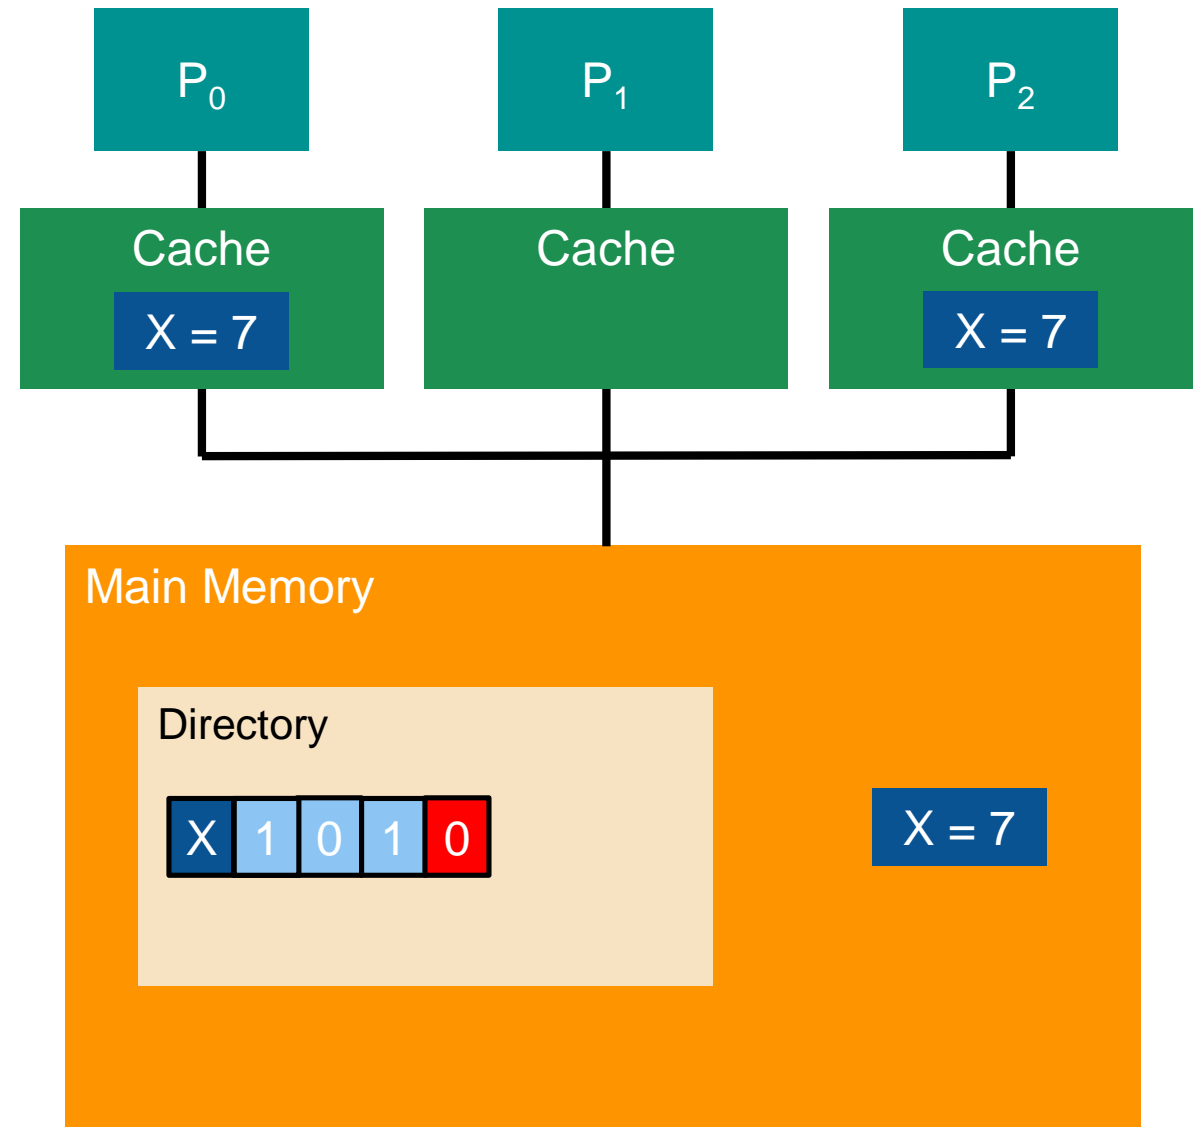 P₀ P₁ P₂
Cache Cache Cache
X = 7 X = 7
Main Memory
Directory
X 1 0 1 0
X = 7